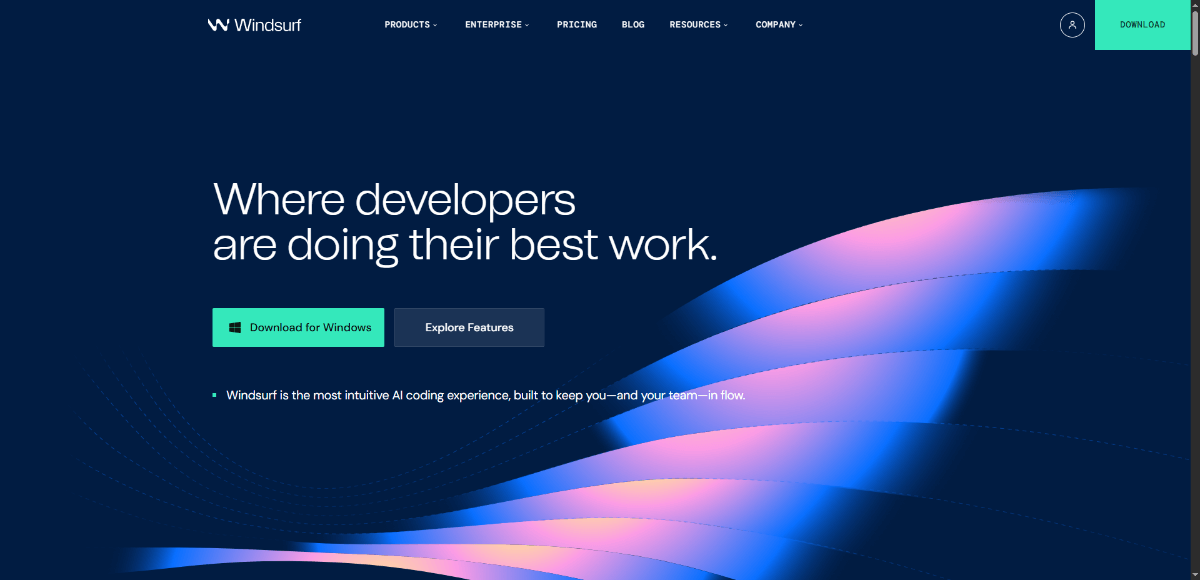 Windsurf
PRODUCTS
ENTERPRISE
PRICING
BLOG
RESOURCES
COMPANY
DOWNLOAD
Where developers
are doing their best work.
Download for Windows
Explore Features
Windsurf is the most intuitive AI coding experience, built to keep you—and your team—in flow.